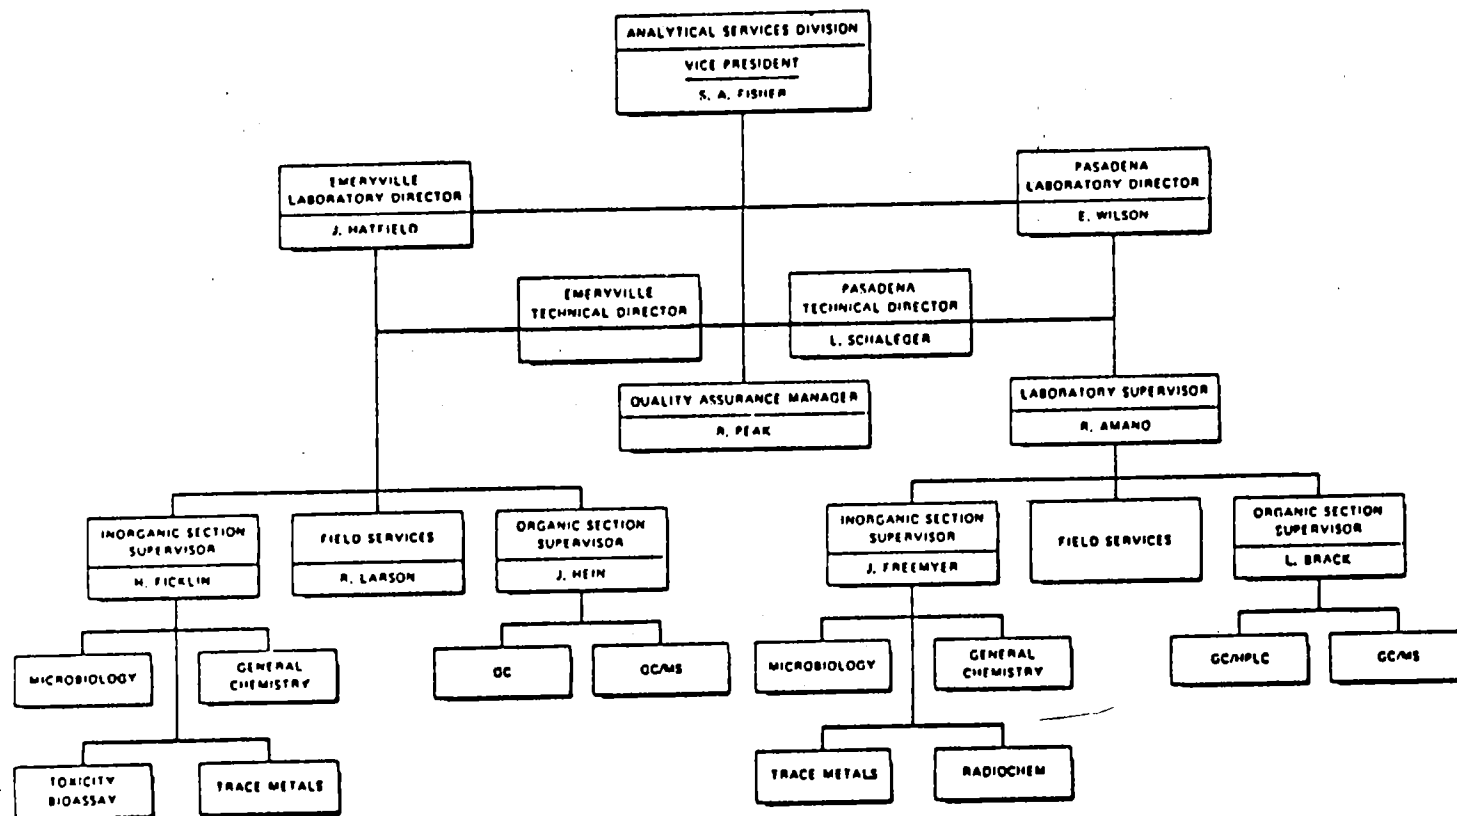 ANALYTICAL SERVICES DIVISION
VICE PRESIDENT
S. A. FISHER
EMERYVILLE
LABORATORY DIRECTOR
J. HATFIELD
PASADENA
LABORATORY DIRECTOR
E. WILSON
EMERYVILLE
TECHNICAL DIRECTOR
PASADENA
TECHNICAL DIRECTOR
L. SCHALEGER
QUALITY ASSURANCE MANAGER
R. PEAK
LABORATORY SUPERVISOR
R. AMANO
INORGANIC SECTION
SUPERVISOR
H. FICKLIN
FIELD SERVICES
R. LARSON
ORGANIC SECTION
SUPERVISOR
J. HEIN
INORGANIC SECTION
SUPERVISOR
J. FREEMYER
FIELD SERVICES
ORGANIC SECTION
SUPERVISOR
L. BRACK
MICROBIOLOGY
GENERAL
CHEMISTRY
GC
GC/MS
MICROBIOLOGY
GENERAL
CHEMISTRY
GC/HPLC
GC/MS
TOXICITY
BIOASSAY
TRACE METALS
TRACE METALS
RADIOCHEM